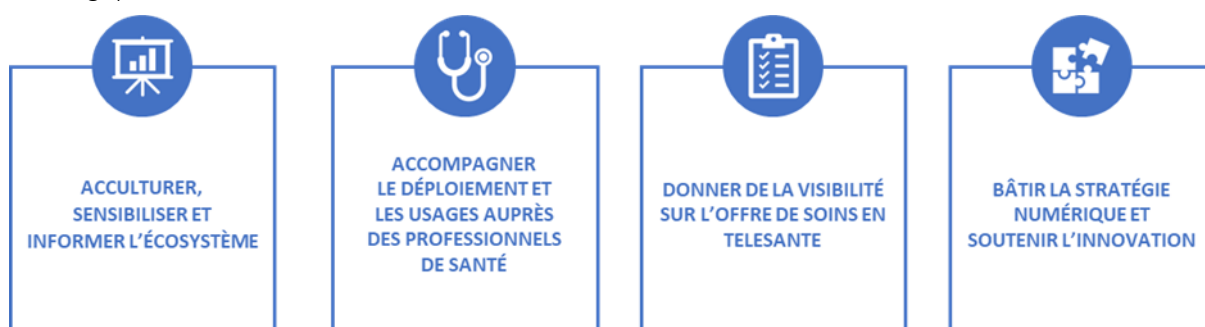 ACCULTURER,
SENSIBILISER ET
INFORMER L’ÉCOSYSTÈME
ACCOMPAGNER
LE DÉPLOIEMENT ET
LES USAGES AUPRÈS
DES PROFESSIONNELS
DE SANTÉ
DONNER DE LA VISIBILITÉ
SUR L’OFFRE DE SOINS EN
TELESANTE
BÂTIR LA STRATÉGIE
NUMÉRIQUE ET
SOUTENIR L’INNOVATION